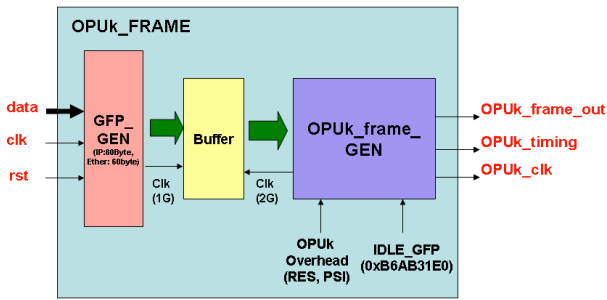 OPUk_FRAME
data
clk
rst
GFP_
GEN
(IP:80Byte,
Ether: 60byte)
Clk
(1G)
Buffer
Clk
(2G)
OPUk_frame_
GEN
OPUk_frame_out
OPUk_timing
OPUk_clk
OPUk
Overhead
(RES, PSI)
IDLE_GFP
(0xB6AB31E0)